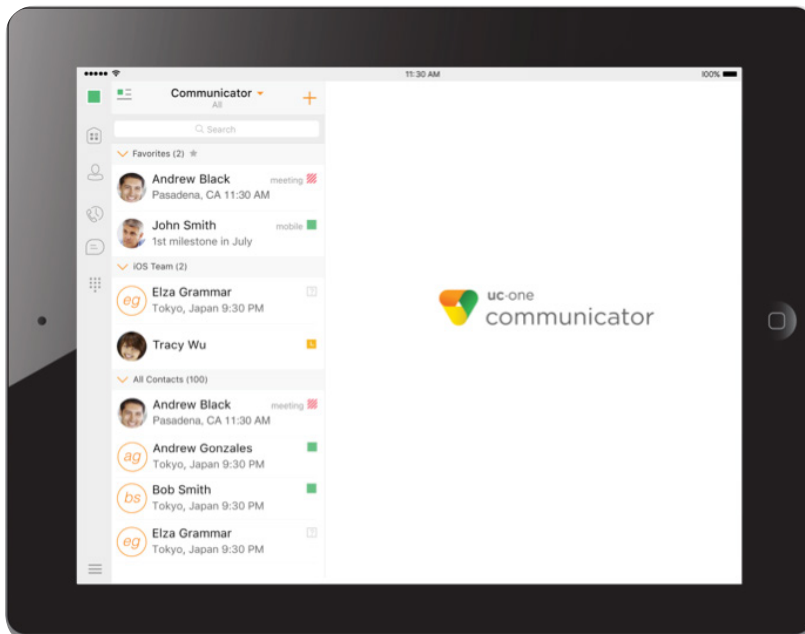 11:30 AM
100%
Communicator
All
Search
Favorites (2)
Andrew Black
meeting
Pasadena, CA 11:30 AM
John Smith
mobile
1st milestone in July
iOS Team (2)
eg
Elza Grammar
?
Tokyo, Japan 9:30 PM
Tracy Wu
All Contacts (100)
Andrew Black
meeting
Pasadena, CA 11:30 AM
ag
Andrew Gonzales
Tokyo, Japan 9:30 PM
bs
Bob Smith
Tokyo, Japan 9:30 PM
eg
Elza Grammar
?
Tokyo, Japan 9:30 PM
uc-one
communicator